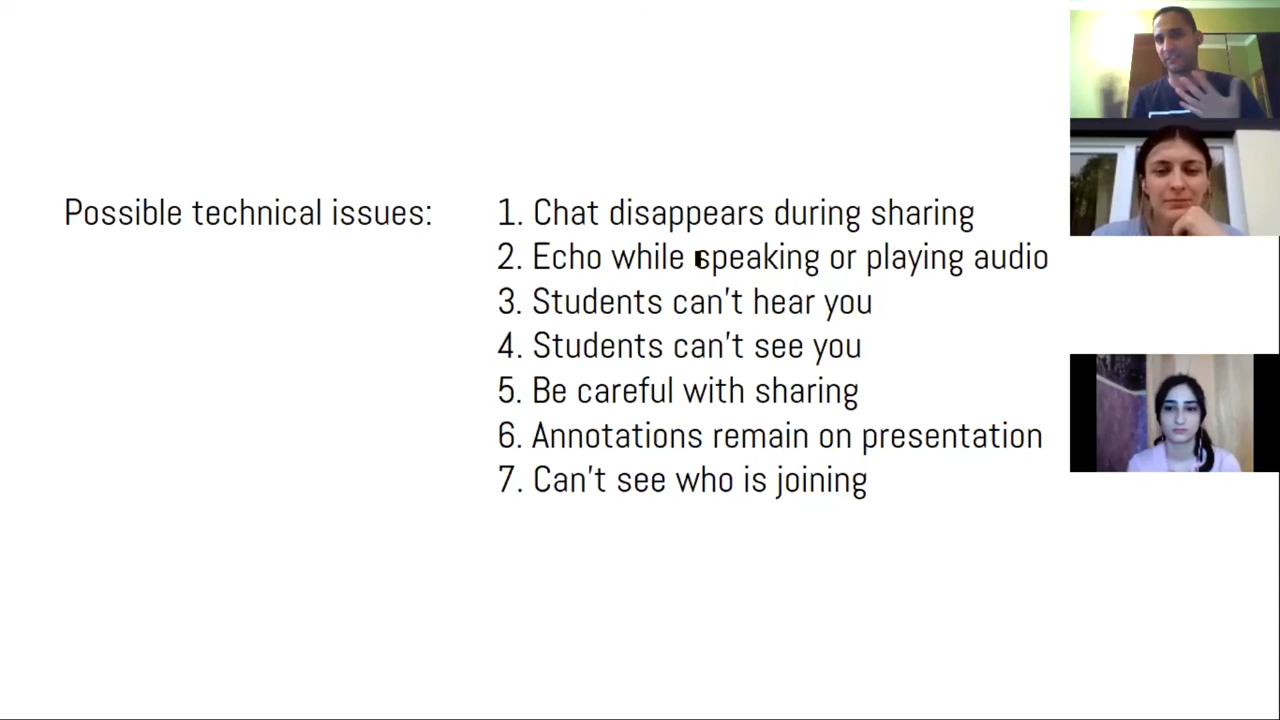 Possible technical issues:
1. Chat disappears during sharing
2. Echo while speaking or playing audio
3. Students can't hear you
4. Students can't see you
5. Be careful with sharing
6. Annotations remain on presentation
7. Can't see who is joining